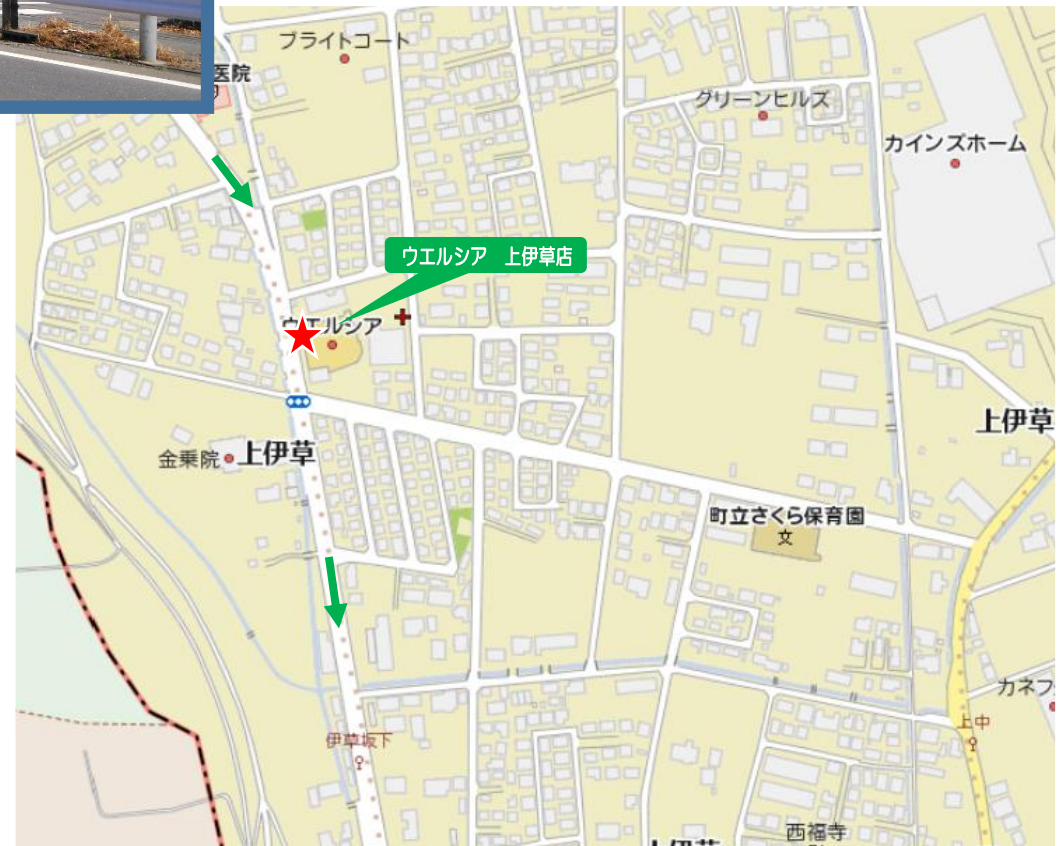 ブライトコート
医院
グリーンヒルズ
カインズホーム
ウエルシア 上伊草店
ウエルシア
上伊草
金乗院
上伊草
町立さくら保育園
文
カネフ
上中
伊草坂下
西福寺